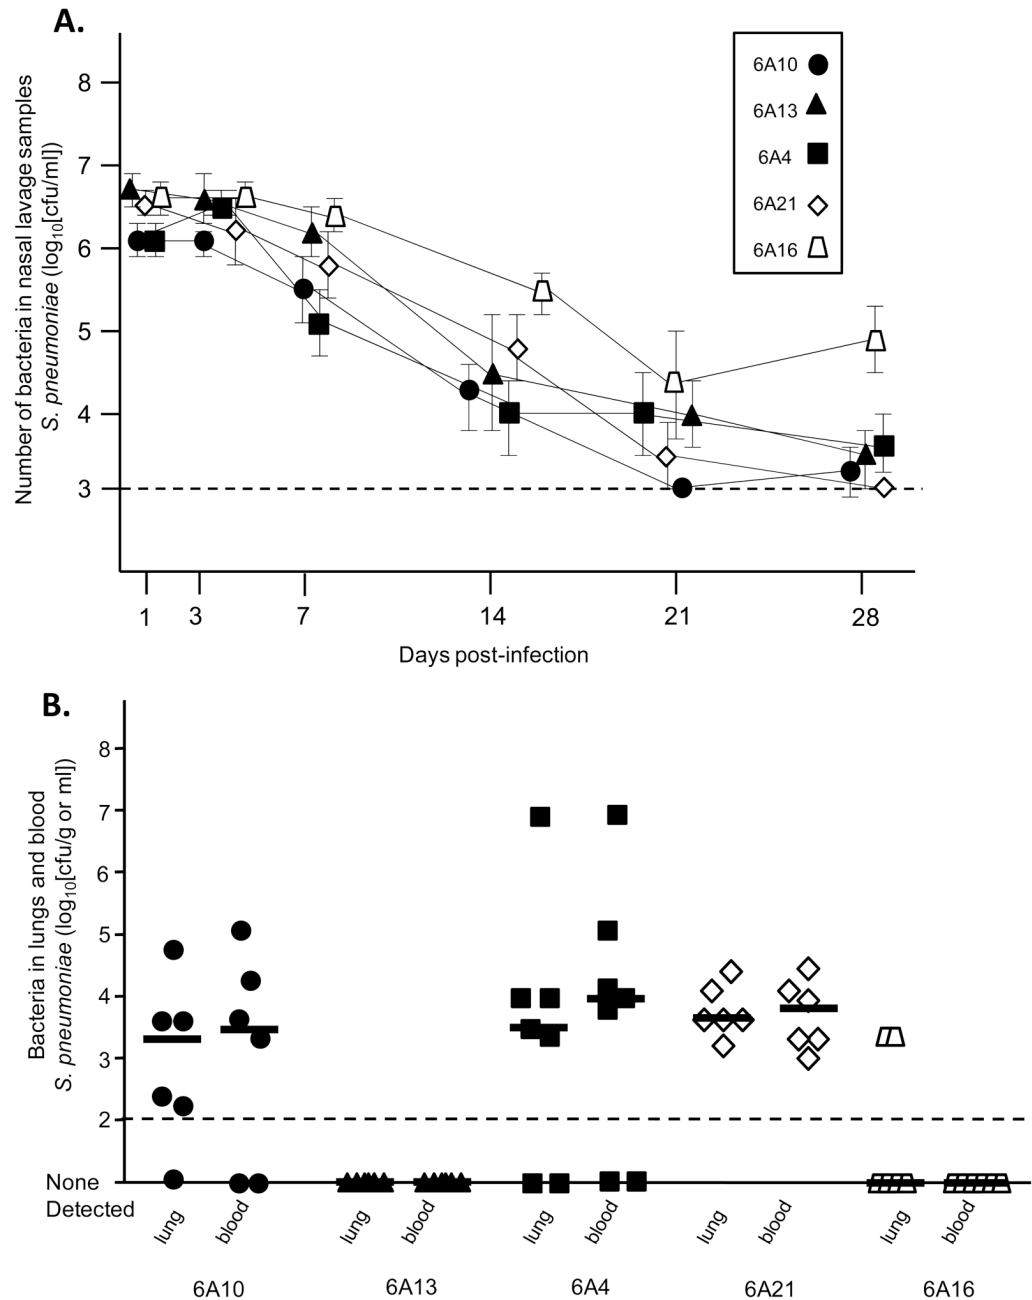 A.
Number of bacteria in nasal lavage samples
S. pneumoniae (log10[cfu/ml])
8
7
6
5
4
3
6A10
6A13
6A4
6A21
6A16
1 3 7 14 21 28
Days post-infection
B.
Bacteria in lungs and blood
S. pneumoniae (log10[cfu/g or ml])
8
7
6
5
4
3
2
None
Detected
lung blood lung blood lung blood lung blood lung blood
6A10 6A13 6A4 6A21 6A16